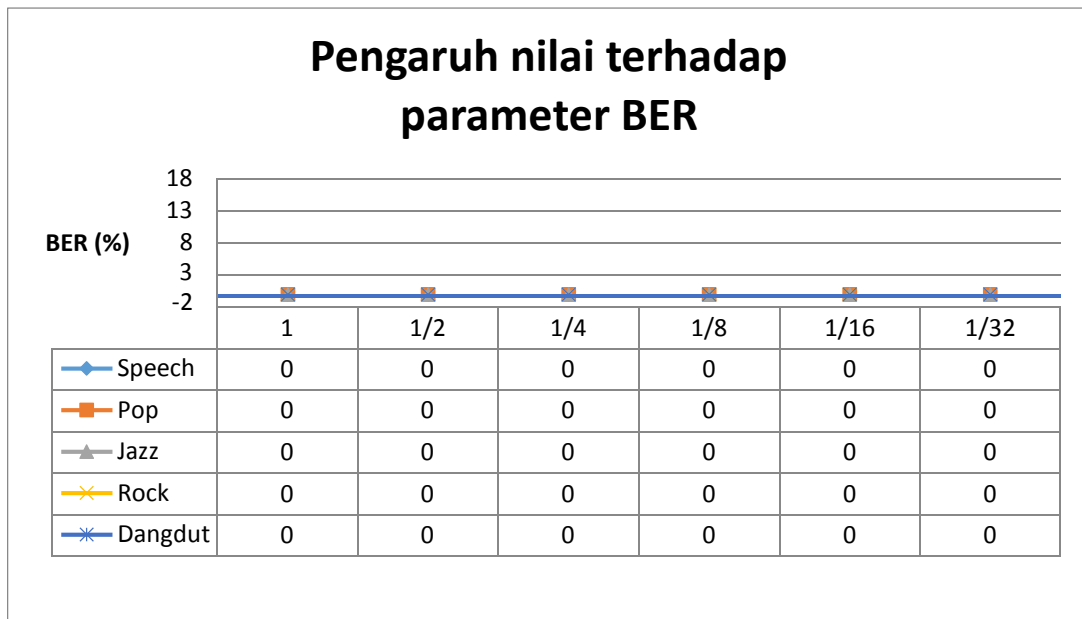 Pengaruh nilai terhadap
parameter BER
18
13
BER (%) 8
3
-2
1 1/2 1/4 1/8 1/16 1/32
Speech 0 0 0 0 0 0
Pop 0 0 0 0 0 0
Jazz 0 0 0 0 0 0
Rock 0 0 0 0 0 0
Dangdut 0 0 0 0 0 0